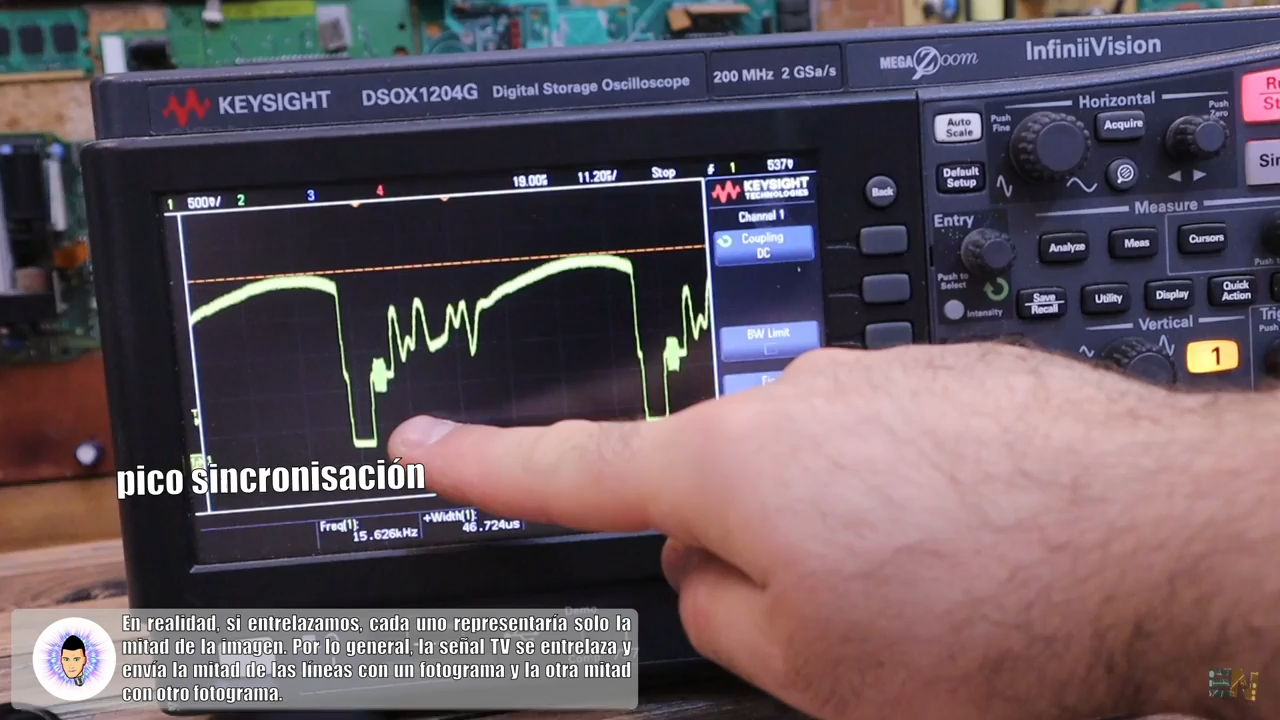 KEYSIGHT DSOX1204G Digital Storage Oscilloscope 200 MHz 2 GSa/s MEGA Zoom InfiniiVision
1 500V/ 2 3 4 19.00% 11.20%/ Stop 1 537V
KEYSIGHT
TECHNOLOGIES
Channel 1
Coupling
DC
BW Limit
Freq(1):
15.626kHz
+Width(1):
46.724us
Back
Auto
Scale
Default
Setup
Push
Fine
Horizontal
Acquire
Push
Zero
Entry
Push to
Select
Intensity
Measure
Analyze
Meas
Cursors
Save
Recall
Utility
Display
Quick
Action
Vertical
1
pico sincronisación
En realidad, si entrelazamos, cada uno representaría solo la
mitad de la imagen. Por lo general, la señal TV se entrelaza y
envía la mitad de las líneas con un fotograma y la otra mitad
con otro fotograma.